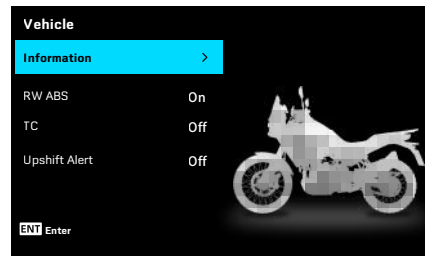 Vehicle
Information >
RW ABS On
TC Off
Upshift Alert Off
ENT Enter